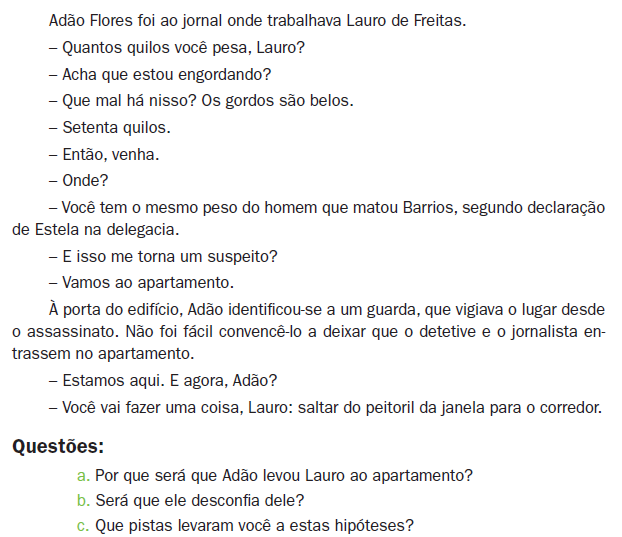 Adão Flores foi ao jornal onde trabalhava Lauro de Freitas.
– Quantos quilos você pesa, Lauro?
– Acha que estou engordando?
– Que mal há nisso? Os gordos são belos.
– Setenta quilos.
– Então, venha.
– Onde?
– Você tem o mesmo peso do homem que matou Barrios, segundo declaração
de Estela na delegacia.
– E isso me torna um suspeito?
– Vamos ao apartamento.
À porta do edifício, Adão identificou-se a um guarda, que vigiava o lugar desde
o assassinato. Não foi fácil convencê-lo a deixar que o detetive e o jornalista en-
trassem no apartamento.
– Estamos aqui. E agora, Adão?
– Você vai fazer uma coisa, Lauro: saltar do peitoril da janela para o corredor.
Questões:
a. Por que será que Adão levou Lauro ao apartamento?
b. Será que ele desconfia dele?
c. Que pistas levaram você a estas hipóteses?